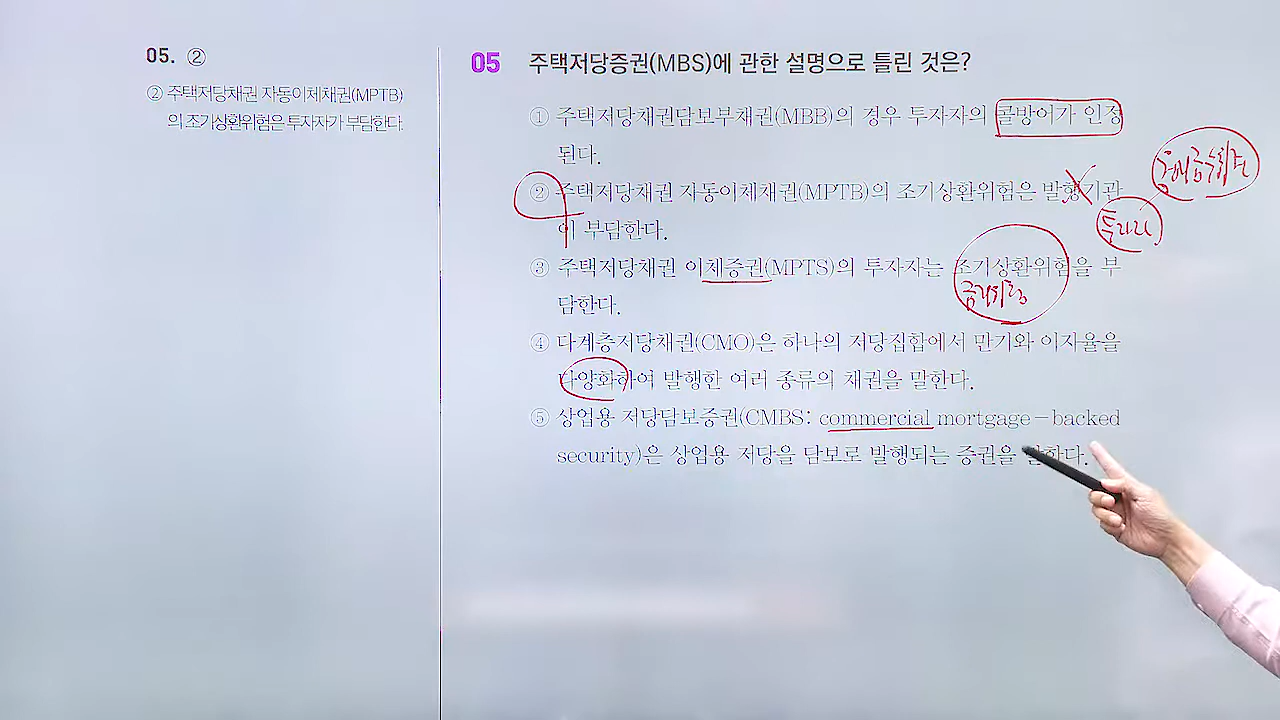 05. ②
② 주택저당채권 자동이체채권(MPTB)
의 조기상환위험은 투자자가 부담한다.
05 주택저당증권(MBS)에 관한 설명으로 틀린 것은?
① 주택저당채권담보부채권(MBB)의 경우 투자자의 콜방어가 인정
된다.
② 주택저당채권 자동이체채권(MPTB)의 조기상환위험은 발행기관
이 부담한다.
투자자
③ 주택저당채권 이체증권(MPTS)의 투자자는 조기상환위험을 부
담한다.
④ 다계층저당채권(CMO)은 하나의 저당집합에서 만기와 이자율을
다양화하여 발행한 여러 종류의 채권을 말한다.
⑤ 상업용 저당담보증권(CMBS: commercial mortgage-backed
security)은 상업용 저당을 담보로 발행되는 증권을 말한다.